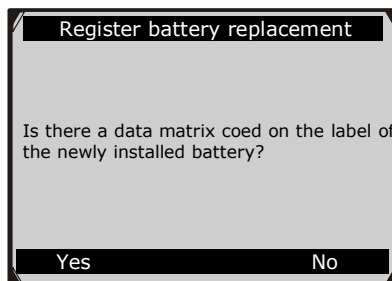 Register battery replacement
Is there a data matrix coed on the label of
the newly installed battery?
Yes
No